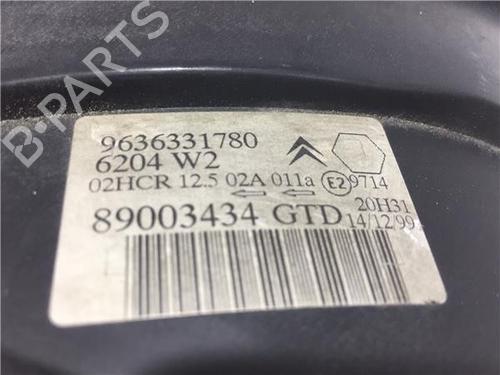 B-PARTS
9636331780
6204 W2
02HCR 12.5 02A 011a E2 9714
20H31
89003434 GTD 14/12/99